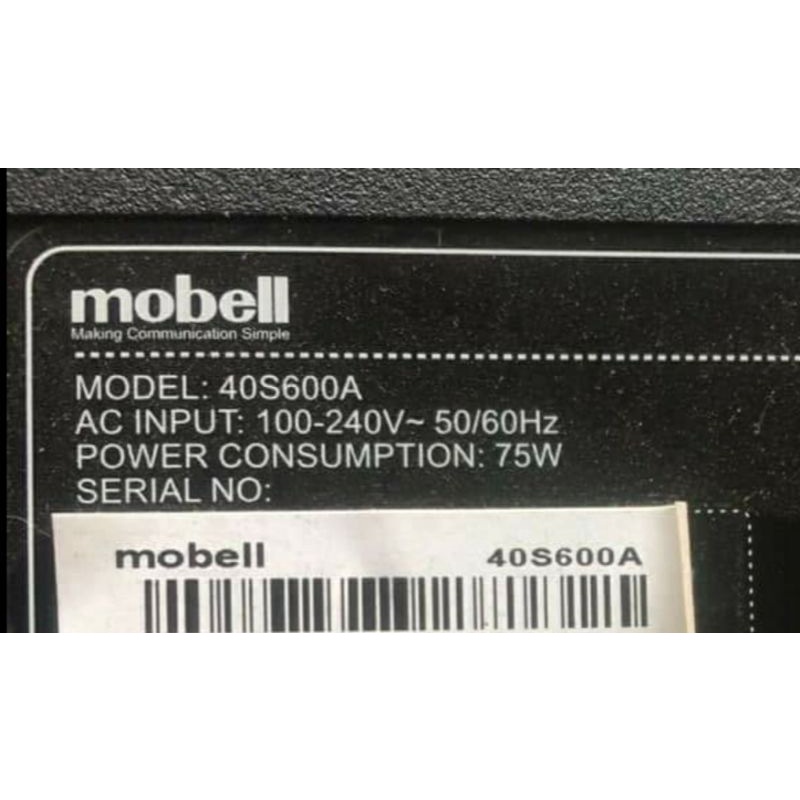 mobell
Making Communication Simple
MODEL: 40S600A
AC INPUT: 100-240V~ 50/60Hz
POWER CONSUMPTION: 75W
SERIAL NO:
mobell 40S600A